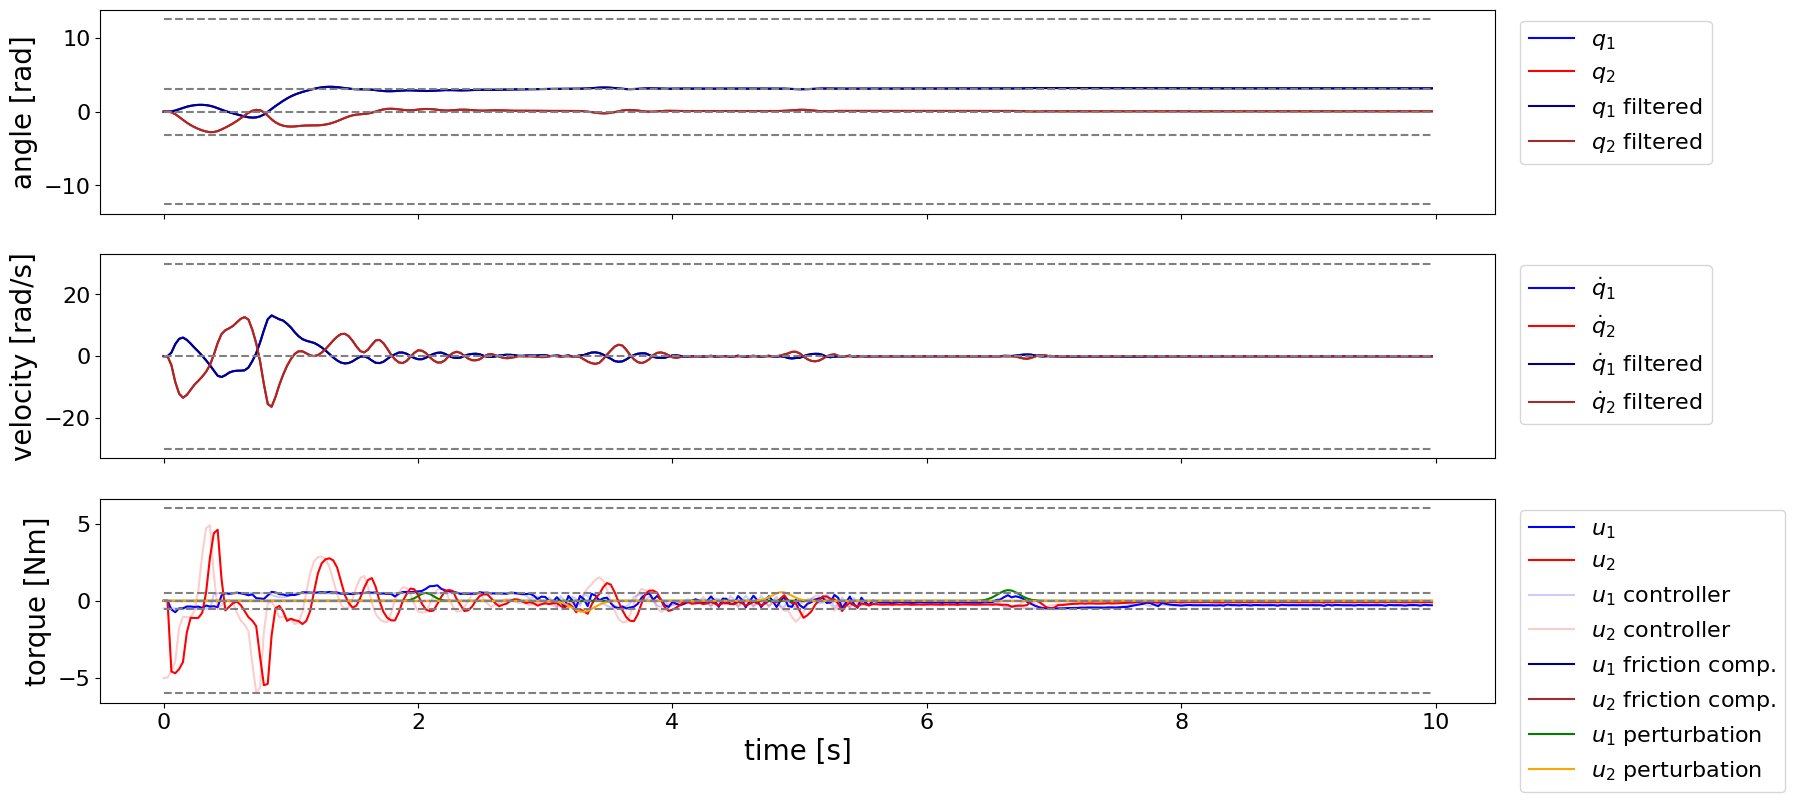 angle [rad]
10
0
−10
q₁
q₂
q₁ filtered
q₂ filtered
velocity [rad/s]
20
0
−20
q̇₁
q̇₂
q̇₁ filtered
q̇₂ filtered
torque [Nm]
5
0
−5
0 2 4 6 8 10
time [s]
u₁
u₂
u₁ controller
u₂ controller
u₁ friction comp.
u₂ friction comp.
u₁ perturbation
u₂ perturbation